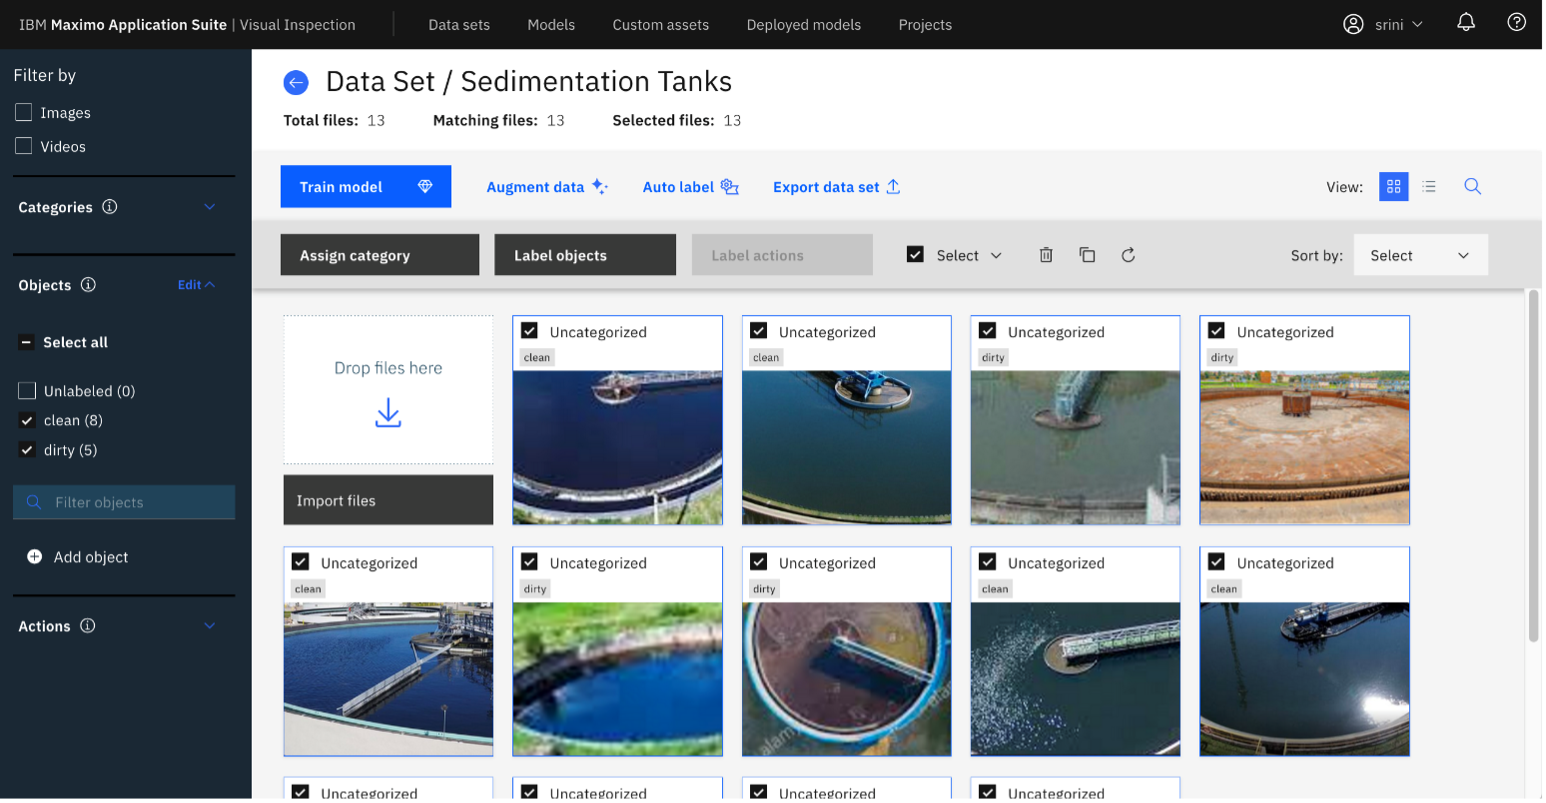 IBM Maximo Application Suite | Visual Inspection
Data sets
Models
Custom assets
Deployed models
Projects
srini
Filter by
Images
Videos
Categories
Objects
Edit
Select all
Unlabeled (0)
clean (8)
dirty (5)
Filter objects
Add object
Actions
Data Set / Sedimentation Tanks
Total files: 13
Matching files: 13
Selected files: 13
Train model
Augment data
Auto label
Export data set
View:
Assign category
Label objects
Label actions
Select
Sort by:
Select
Drop files here
Import files
Uncategorized
clean
Uncategorized
clean
Uncategorized
dirty
Uncategorized
dirty
Uncategorized
clean
Uncategorized
dirty
Uncategorized
dirty
alamy
Uncategorized
clean
Uncategorized
clean
Uncategorized
Uncategorized
Uncategorized
Uncategorized